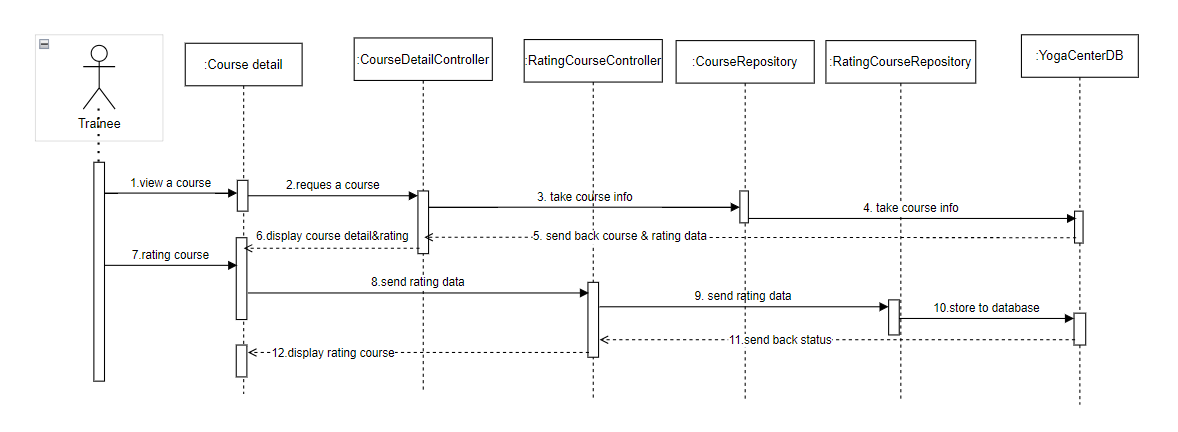 :Course detail
:CourseDetailController
:RatingCourseController
:CourseRepository
:RatingCourseRepository
:YogaCenterDB
Trainee
1.view a course
2.reques a course
3. take course info
4. take course info
5. send back course & rating data
6.display course detail&rating
7.rating course
8.send rating data
9. send rating data
10.store to database
11.send back status
12.display rating course